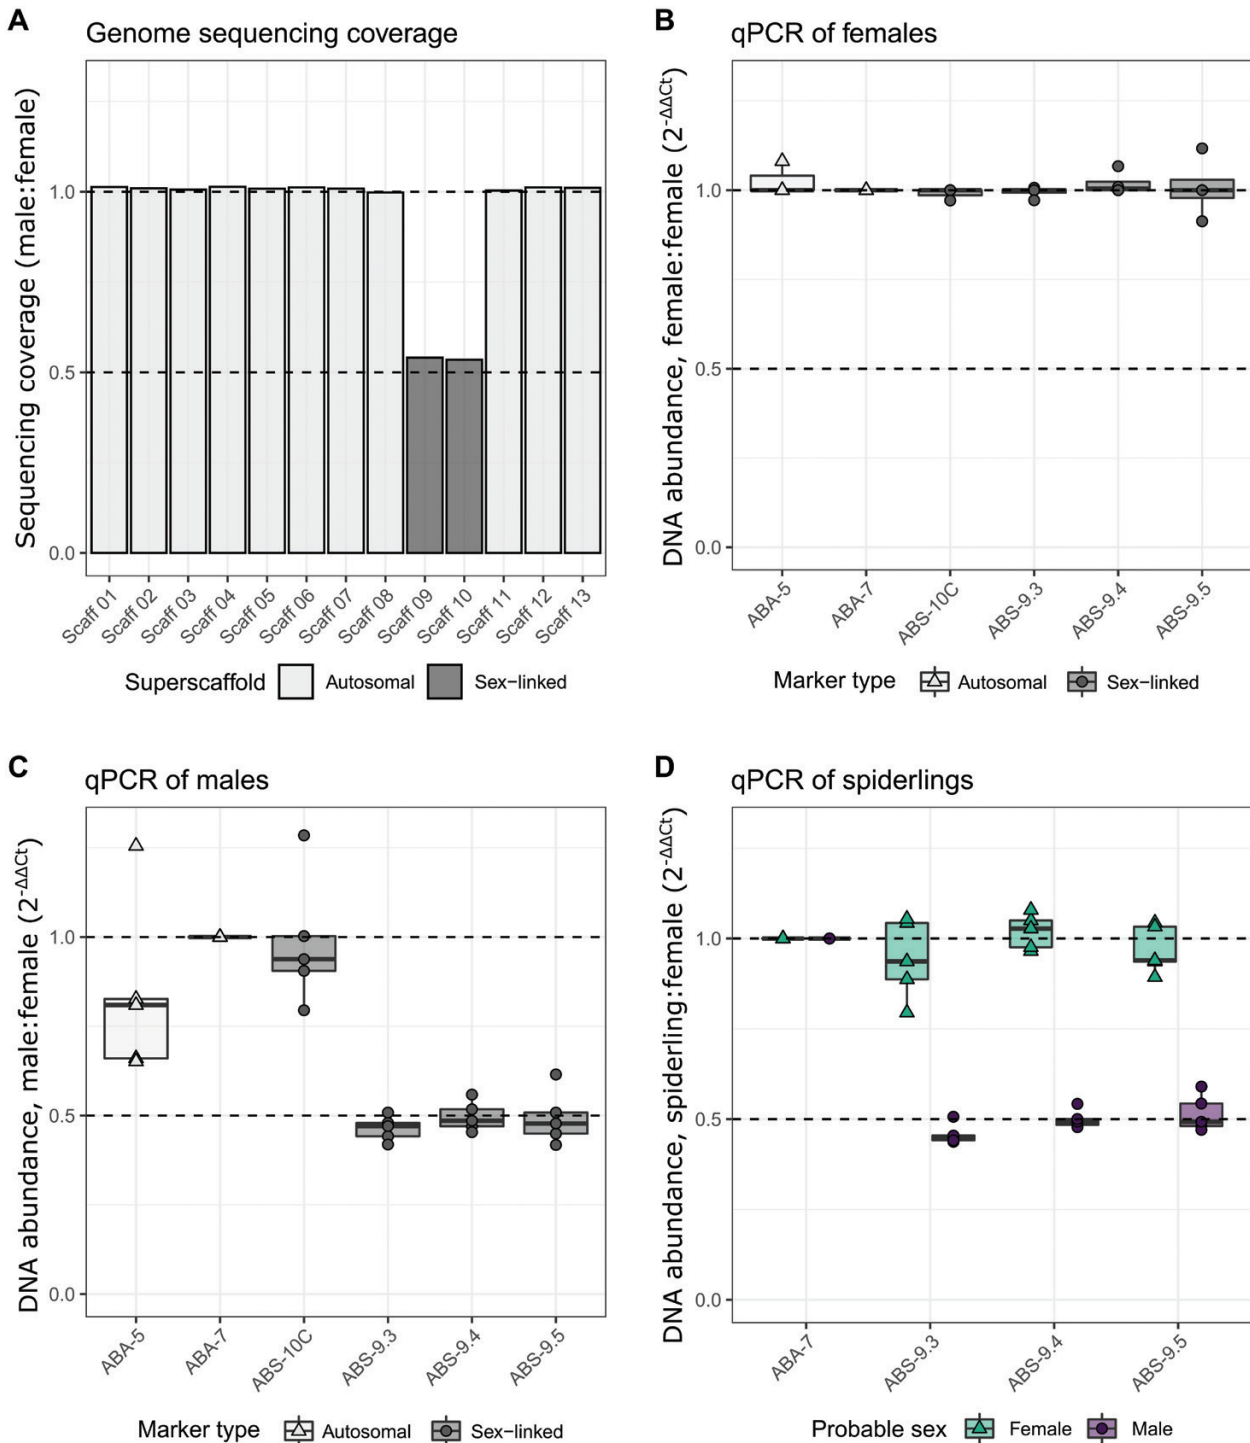 A
Genome sequencing coverage
Sequencing coverage (male:female)
1.0
0.5
0.0
Scaff 01
Scaff 02
Scaff 03
Scaff 04
Scaff 05
Scaff 06
Scaff 07
Scaff 08
Scaff 09
Scaff 10
Scaff 11
Scaff 12
Scaff 13
Superscaffold Autosomal Sex−linked
B
qPCR of females
DNA abundance, female:female (2^-ΔΔCt)
1.0
0.5
0.0
ABA-5
ABA-7
ABS-10C
ABS-9.3
ABS-9.4
ABS-9.5
Marker type Autosomal Sex−linked
C
qPCR of males
DNA abundance, male:female (2^-ΔΔCt)
1.0
0.5
0.0
ABA-5
ABA-7
ABS-10C
ABS-9.3
ABS-9.4
ABS-9.5
Marker type Autosomal Sex−linked
D
qPCR of spiderlings
DNA abundance, spiderling:female (2^-ΔΔCt)
1.0
0.5
0.0
ABA-7
ABS-9.3
ABS-9.4
ABS-9.5
Probable sex Female Male